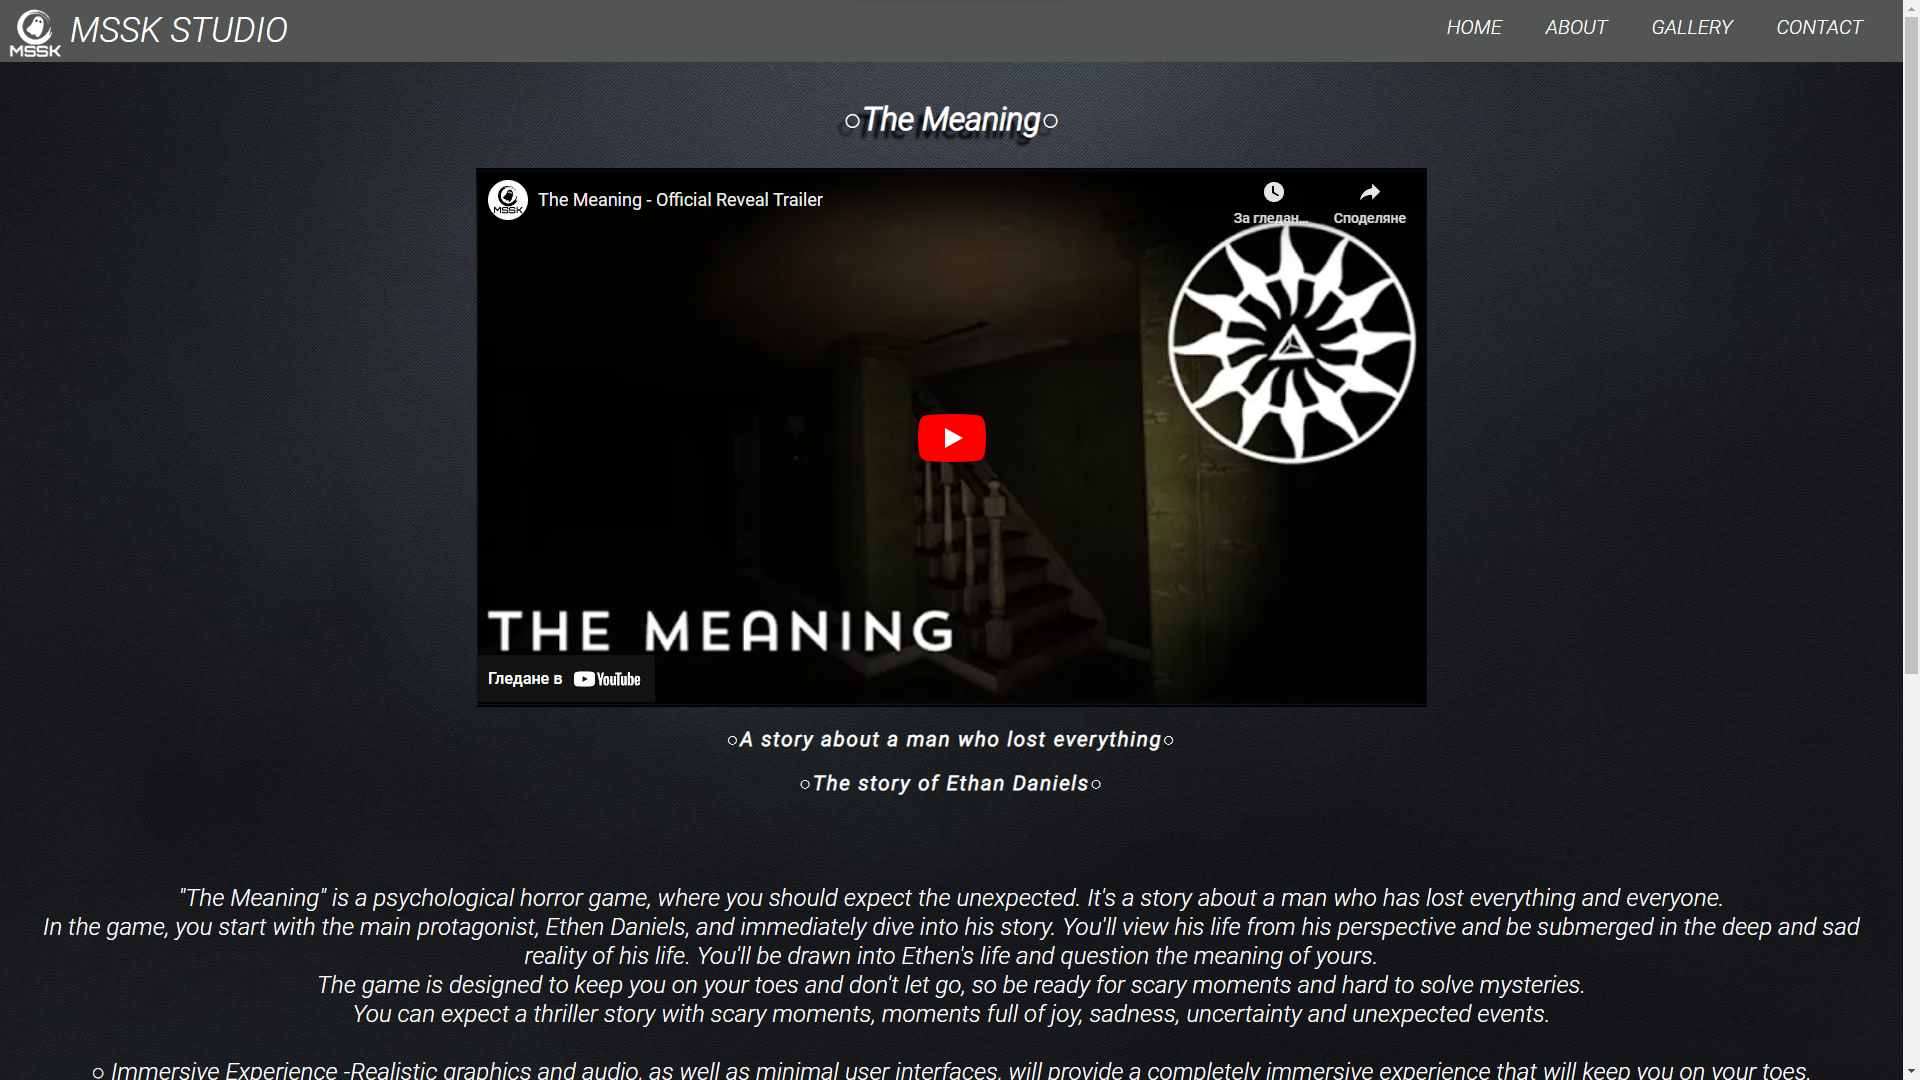 MSSK
MSSK STUDIO
HOME
ABOUT
GALLERY
CONTACT
○The Meaning○
MSSK
The Meaning - Official Reveal Trailer
За гледан...
Споделяне
THE MEANING
Гледане в YouTube
○A story about a man who lost everything○
○The story of Ethan Daniels○
"The Meaning" is a psychological horror game, where you should expect the unexpected. It's a story about a man who has lost everything and everyone.
In the game, you start with the main protagonist, Ethen Daniels, and immediately dive into his story. You'll view his life from his perspective and be submerged in the deep and sad
reality of his life. You'll be drawn into Ethen's life and question the meaning of yours.
The game is designed to keep you on your toes and don't let go, so be ready for scary moments and hard to solve mysteries.
You can expect a thriller story with scary moments, moments full of joy, sadness, uncertainty and unexpected events.
○ Immersive Experience -Realistic graphics and audio, as well as minimal user interfaces, will provide a completely immersive experience that will keep you on your toes.